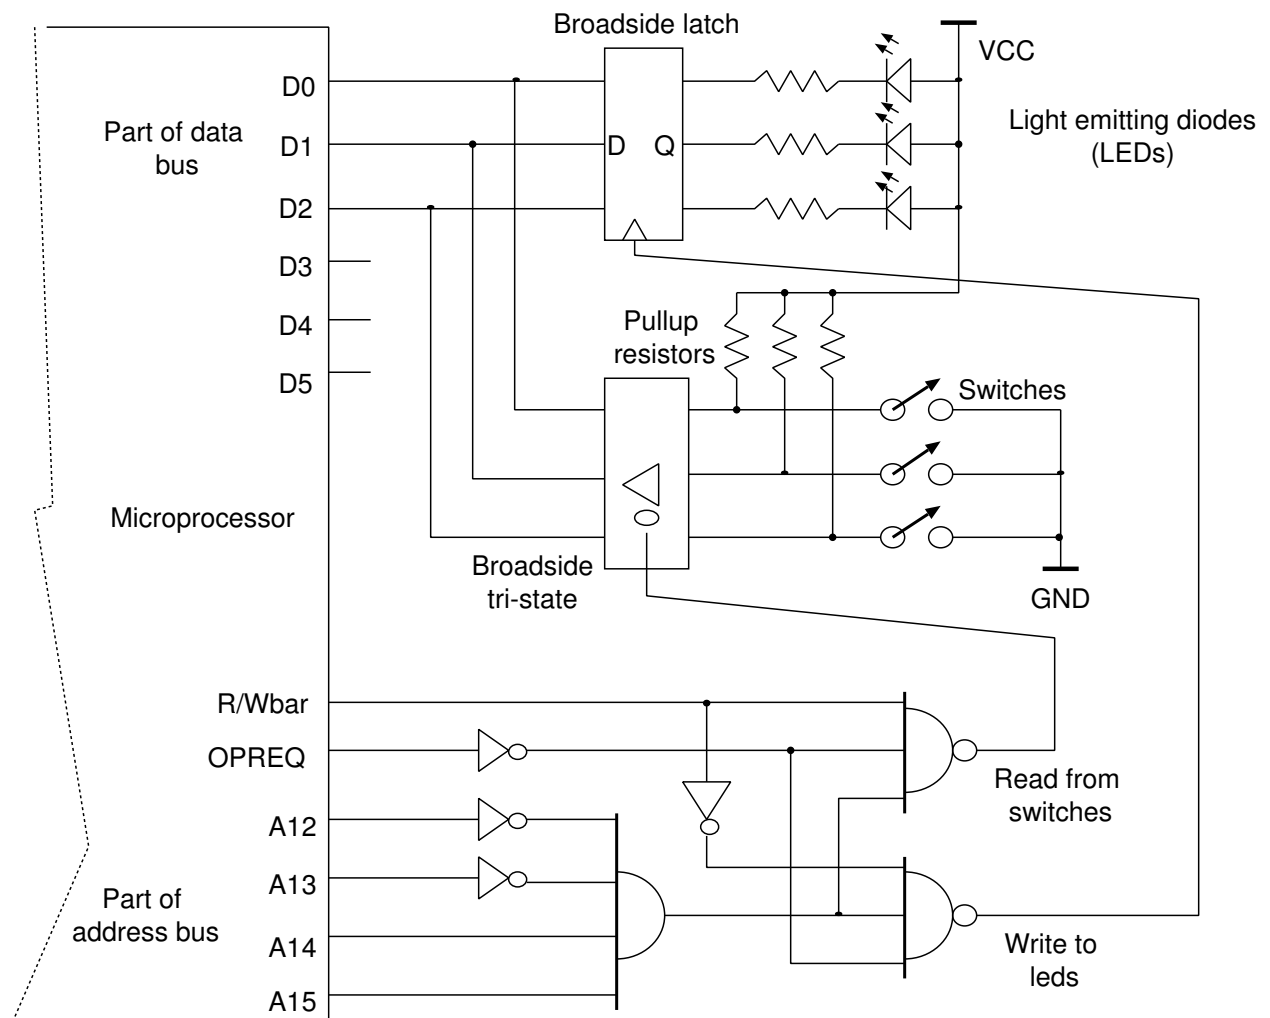 Broadside latch
VCC
D0
Part of data
bus
D1
D Q
Light emitting diodes
(LEDs)
D2
D3
D4
D5
Pullup
resistors
Switches
Microprocessor
Broadside
tri-state
GND
R/Wbar
OPREQ
Read from
switches
A12
A13
Part of
address bus
A14
A15
Write to
leds